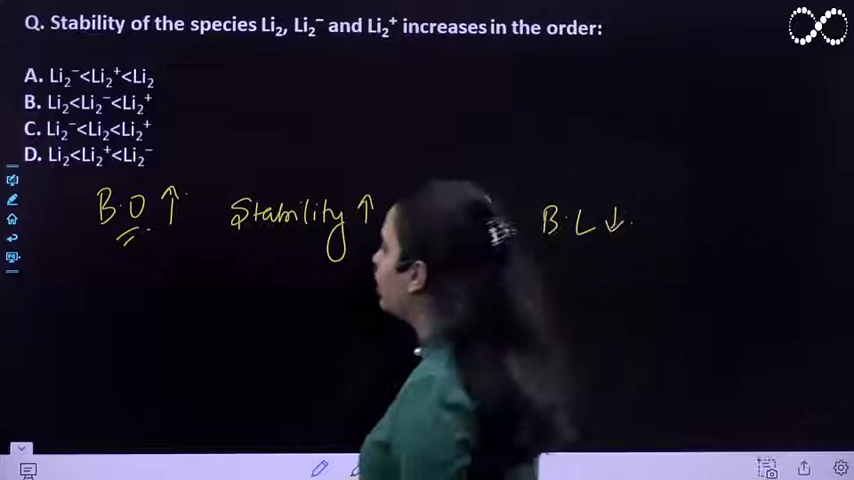 Q. Stability of the species Li₂, Li₂⁻ and Li₂⁺ increases in the order:
A. Li₂⁻<Li₂⁺<Li₂
B. Li₂<Li₂⁻<Li₂⁺
C. Li₂⁻<Li₂<Li₂⁺
D. Li₂<Li₂⁺<Li₂⁻
B.O ↑ Stability ↑ B.L ↓